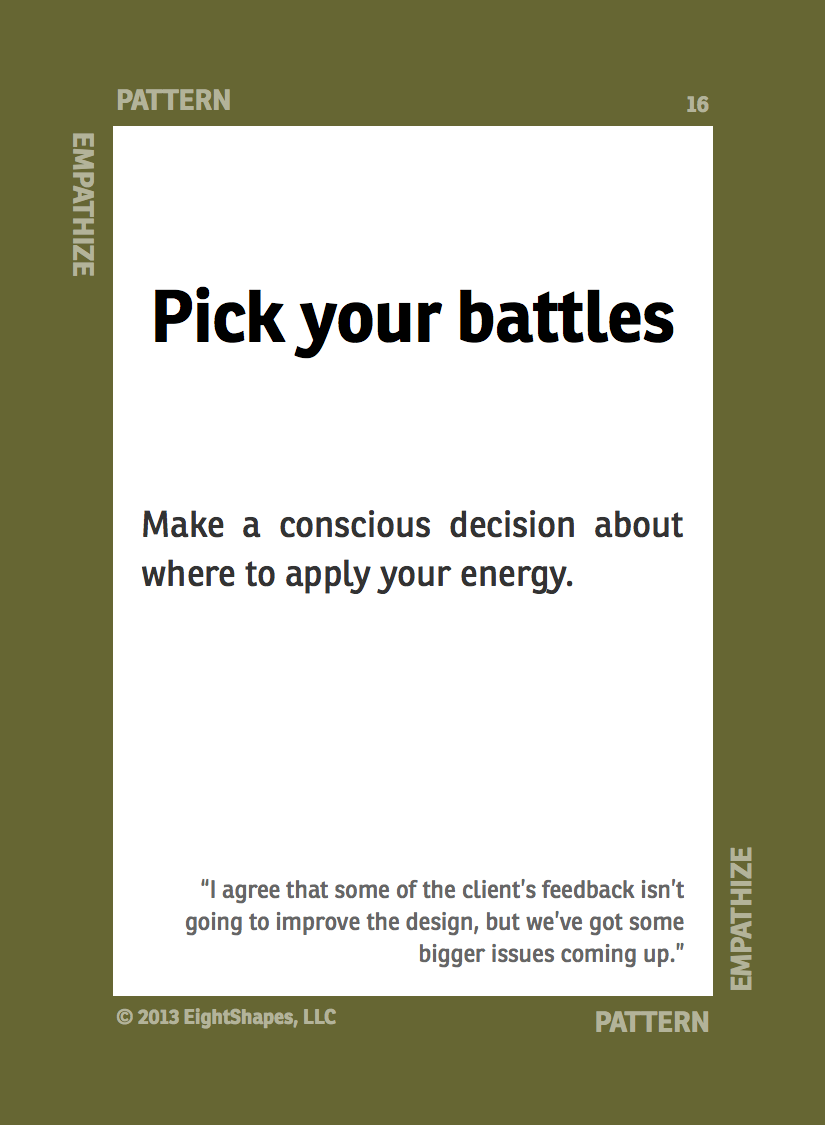 PATTERN
16
EMPATHIZE
Pick your battles
Make a conscious decision about
where to apply your energy.
“I agree that some of the client’s feedback isn’t
going to improve the design, but we’ve got some
bigger issues coming up.”
EMPATHIZE
© 2013 EightShapes, LLC
PATTERN